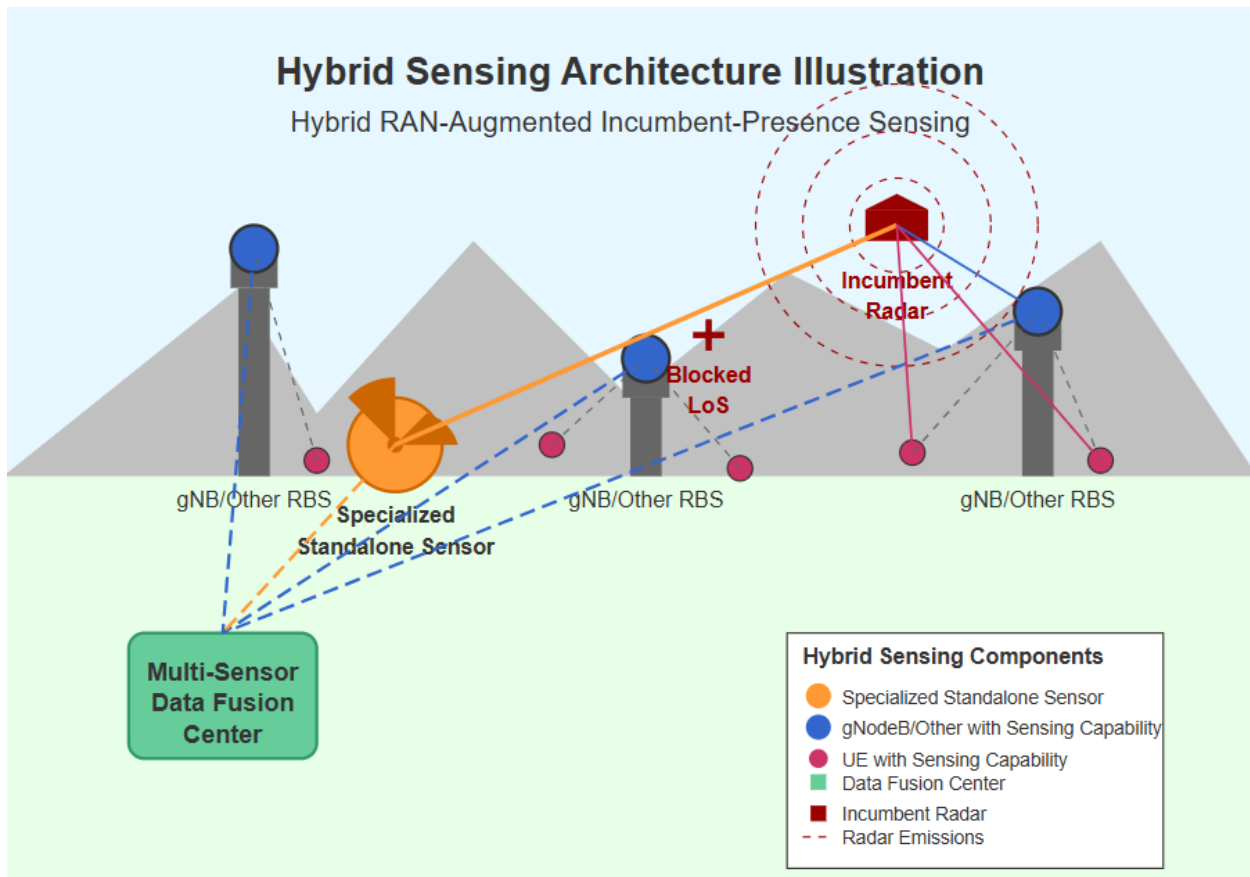 Hybrid Sensing Architecture Illustration
Hybrid RAN-Augmented Incumbent-Presence Sensing
Incumbent
Radar
Blocked
LoS
gNB/Other RBS
gNB/Other RBS
gNB/Other RBS
Specialized
Standalone Sensor
Multi-Sensor
Data Fusion
Center
Hybrid Sensing Components
Specialized Standalone Sensor
gNodeB/Other with Sensing Capability
UE with Sensing Capability
Data Fusion Center
Incumbent Radar
Radar Emissions